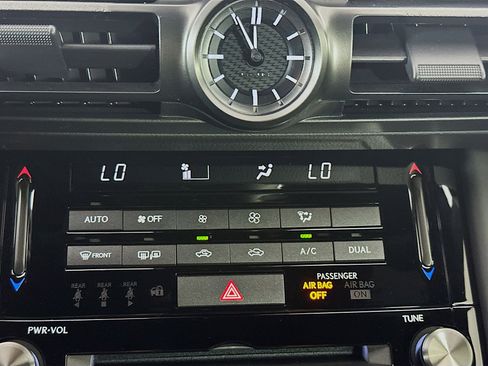 LO LO
AUTO OFF
FRONT REAR A/C DUAL
PASSENGER
REAR REAR REAR AIR BAG AIR BAG
OFF ON
PWR•VOL TUNE